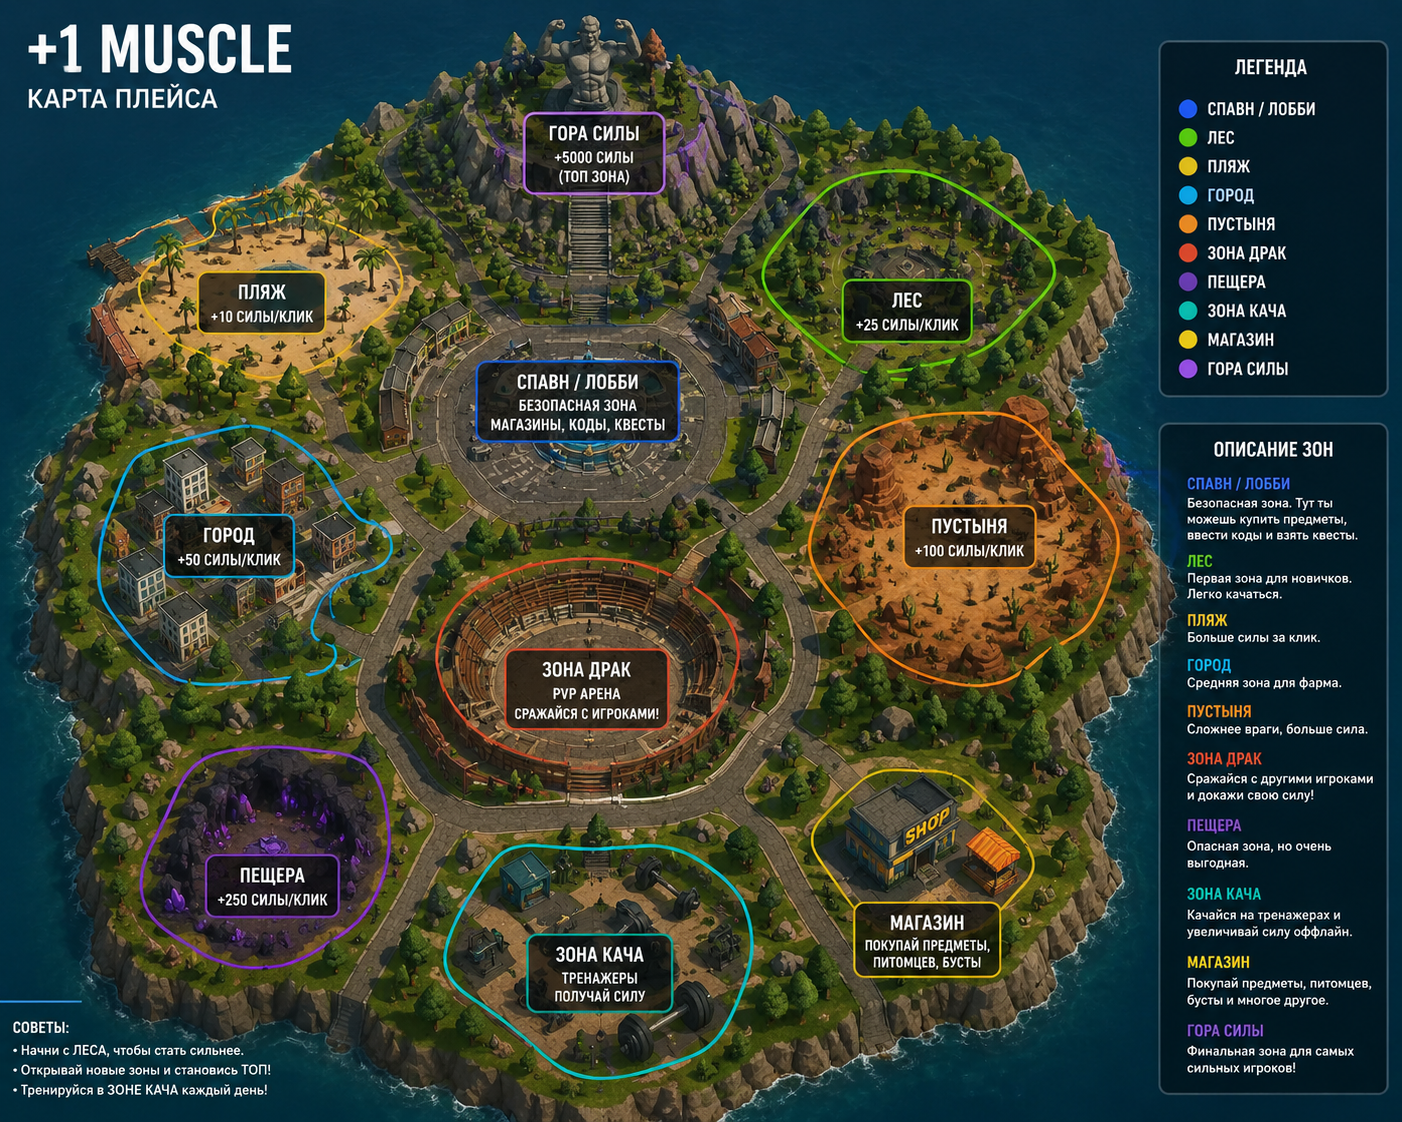 +1 MUSCLE
КАРТА ПЛЕЙСА
ГОРА СИЛЫ
+5000 СИЛЫ
(ТОП ЗОНА)
ПЛЯЖ
+10 СИЛЫ/КЛИК
ЛЕС
+25 СИЛЫ/КЛИК
СПАВН / ЛОББИ
БЕЗОПАСНАЯ ЗОНА
МАГАЗИНЫ, КОДЫ, КВЕСТЫ
ГОРОД
+50 СИЛЫ/КЛИК
ПУСТЫНЯ
+100 СИЛЫ/КЛИК
ЗОНА ДРАК
PVP АРЕНА
СРАЖАЙСЯ С ИГРОКАМИ!
ПЕЩЕРА
+250 СИЛЫ/КЛИК
SHOP
МАГАЗИН
ПОКУПАЙ ПРЕДМЕТЫ,
ПИТОМЦЕВ, БУСТЫ
ЗОНА КАЧА
ТРЕНАЖЕРЫ
ПОЛУЧАЙ СИЛУ
СОВЕТЫ:
• Начни с ЛЕСА, чтобы стать сильнее.
• Открывай новые зоны и становись ТОП!
• Тренируйся в ЗОНЕ КАЧА каждый день!
ЛЕГЕНДА
СПАВН / ЛОББИ
ЛЕС
ПЛЯЖ
ГОРОД
ПУСТЫНЯ
ЗОНА ДРАК
ПЕЩЕРА
ЗОНА КАЧА
МАГАЗИН
ГОРА СИЛЫ
ОПИСАНИЕ ЗОН
СПАВН / ЛОББИ
Безопасная зона. Тут ты
можешь купить предметы,
ввести коды и взять квесты.
ЛЕС
Первая зона для новичков.
Легко качаться.
ПЛЯЖ
Больше силы за клик.
ГОРОД
Средняя зона для фарма.
ПУСТЫНЯ
Сложнее враги, больше сила.
ЗОНА ДРАК
Сражайся с другими игроками
и докажи свою силу!
ПЕЩЕРА
Опасная зона, но очень
выгодная.
ЗОНА КАЧА
Качайся на тренажерах и
увеличивай силу оффлайн.
МАГАЗИН
Покупай предметы, питомцев,
бусты и многое другое.
ГОРА СИЛЫ
Финальная зона для самых
сильных игроков!